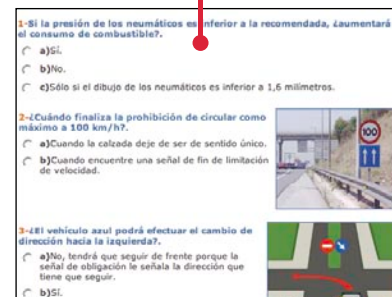 1-Si la presión de los neumáticos es inferior a la recomendada, ¿aumentará
el consumo de combustible?.
a)Sí.
b)No.
c)Sólo si el dibujo de los neumáticos es inferior a 1,6 milímetros.
2-¿Cuándo finaliza la prohibición de circular como
máximo a 100 km/h?.
a)Cuando la calzada deje de ser de sentido único.
b)Cuando encuentre una señal de fin de limitación
de velocidad.
100
3-¿El vehículo azul podrá efectuar el cambio de
dirección hacia la izquierda?.
a)No, tendrá que seguir de frente porque la
señal de obligación le señala la dirección que
tiene que seguir.
b)Sí.